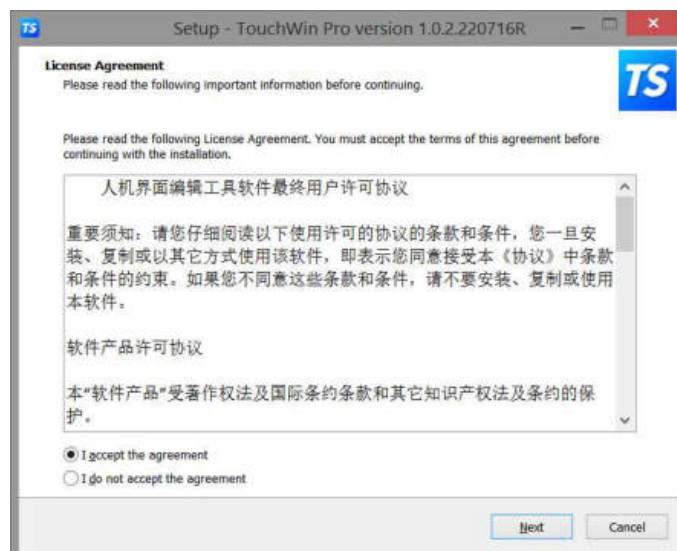 TS
Setup - TouchWin Pro version 1.0.2.220716R
License Agreement
Please read the following important information before continuing.
TS
Please read the following License Agreement. You must accept the terms of this agreement before
continuing with the installation.
人机界面编辑工具软件最终用户许可协议
重要须知：请您仔细阅读以下使用许可的协议的条款和条件，您一旦安
装、复制或以其它方式使用该软件，即表示您同意接受本《协议》中条款
和条件的约束。如果您不同意这些条款和条件，请不要安装、复制或使用
本软件。
软件产品许可协议
本“软件产品”受著作权法及国际条约条款和其它知识产权法及条约的保
护。
I accept the agreement
I do not accept the agreement
Next
Cancel